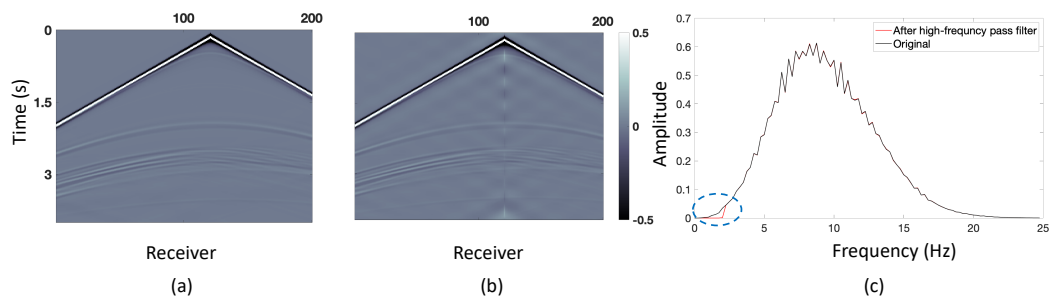 100 200
100 200
0
1.5
3
Time (s)
Receiver
(a)
0.5
0
-0.5
Receiver
(b)
0.7
0.6
0.5
0.4
0.3
0.2
0.1
0
Amplitude
After high-frequncy pass filter
Original
0 5 10 15 20 25
Frequency (Hz)
(c)